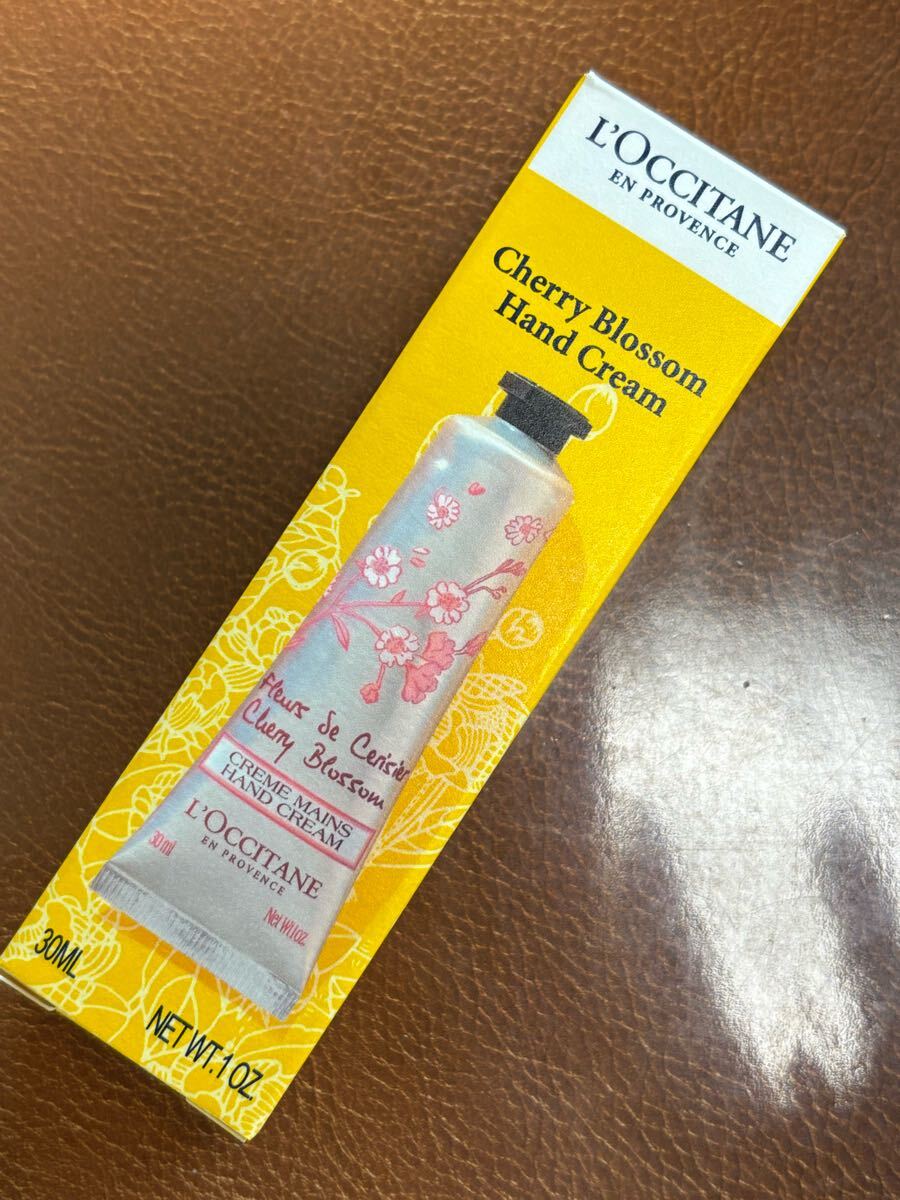 L'OCCITANE
EN PROVENCE
Cherry Blossom
Hand Cream
Fleurs de Cerisier
Cherry Blossom
CREME MAINS
HAND CREAM
30 ml
L'OCCITANE
EN PROVENCE
Net Wt.1 OZ.
30ML
NET WT.1 OZ.